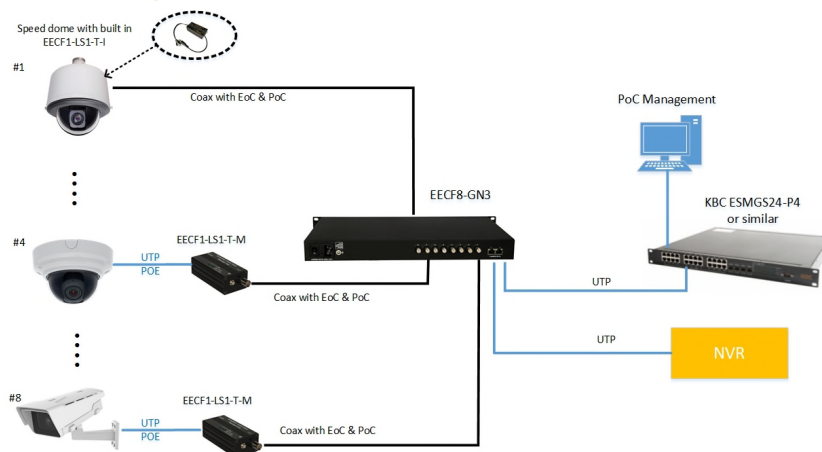 Speed dome with built in
EECF1-LS1-T-I
#1
Coax with EoC & PoC
PoC Management
EECF8-GN3
KBC ESMGS24-P4
or similar
#4
EECF1-LS1-T-M
UTP
POE
Coax with EoC & PoC
UTP
UTP
NVR
#8
EECF1-LS1-T-M
UTP
POE
Coax with EoC & PoC